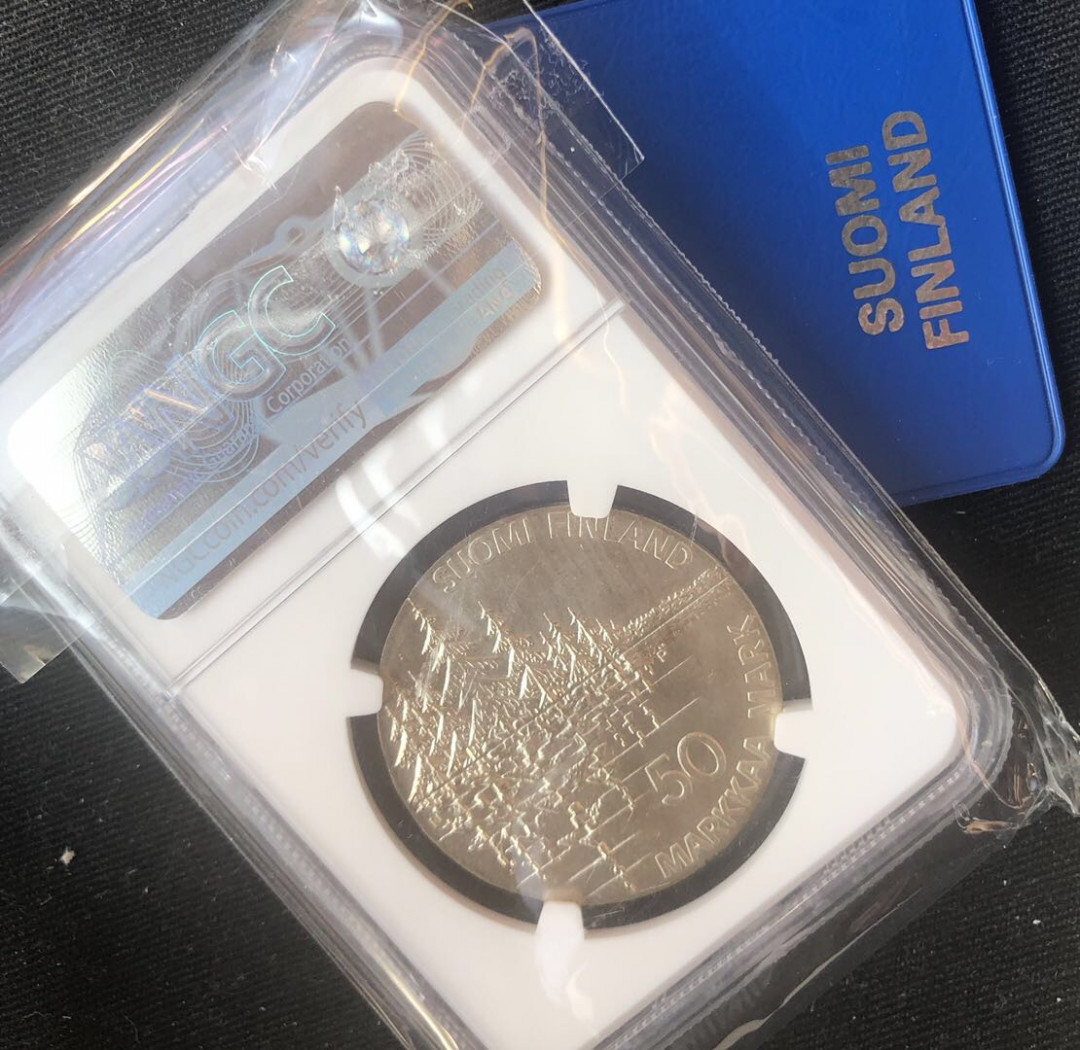 SUOMI
FINLAND
NGC
Corporation
ngccoin.com/verify
SUOMI FINLAND
50
MARKKAA MARK